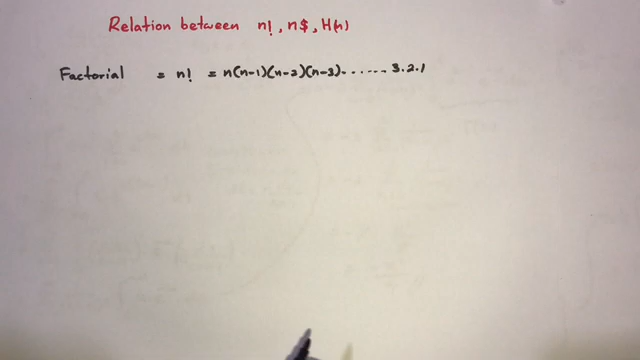 Relation between n!, n$, H(n)
Factorial = n! = n(n-1)(n-2)(n-3)....... 3.2.1